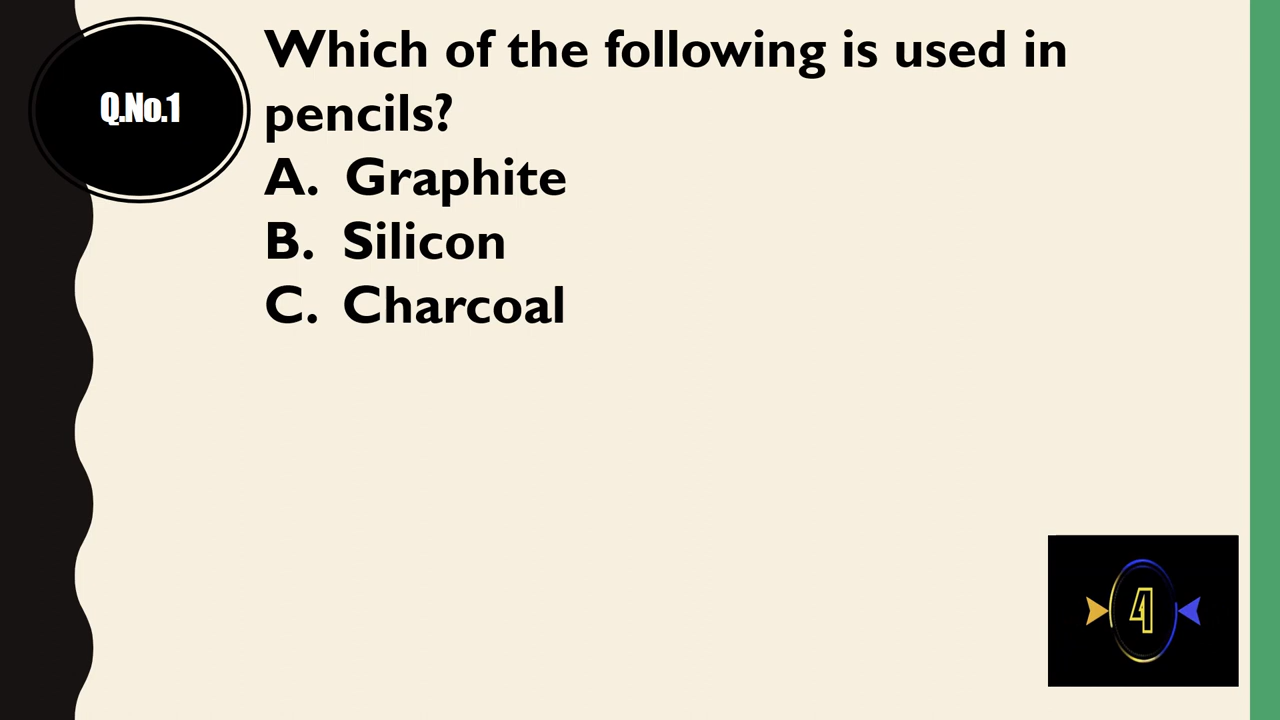 Q.No.1
Which of the following is used in
pencils?
A. Graphite
B. Silicon
C. Charcoal
4